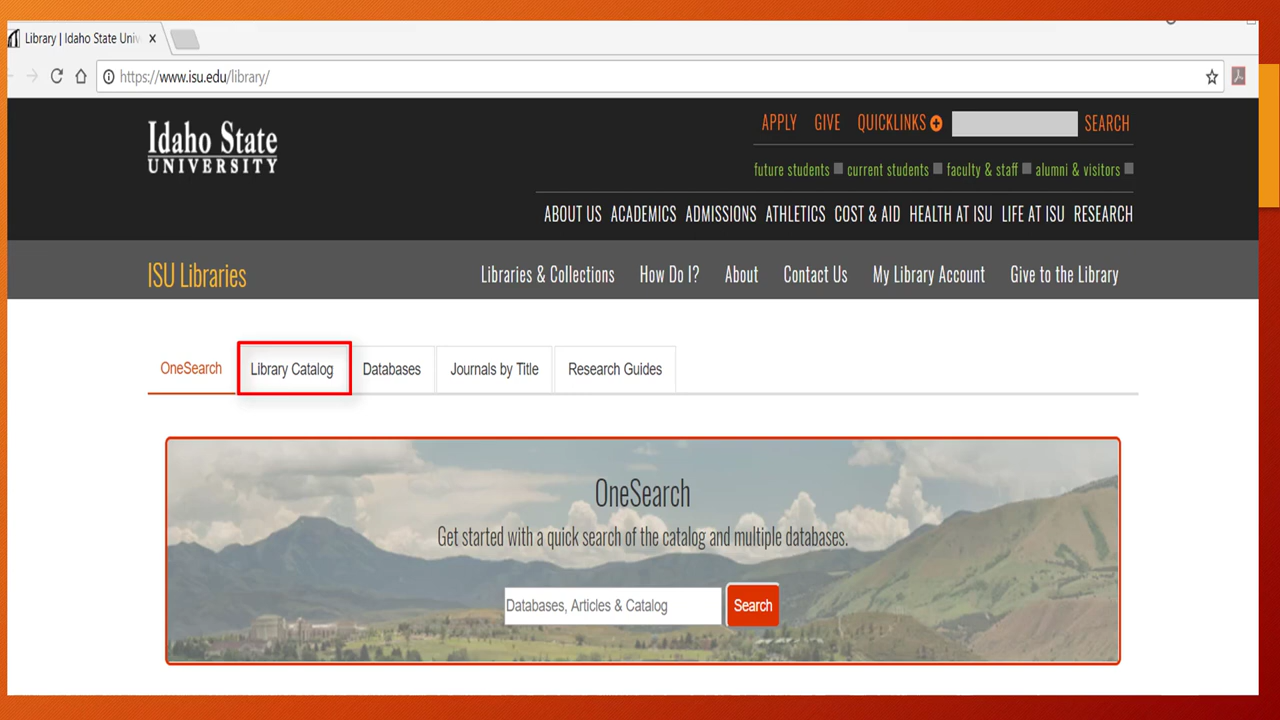 Library | Idaho State Univ
https://www.isu.edu/library/
Idaho State
UNIVERSITY
APPLY GIVE QUICKLINKS SEARCH
future students current students faculty & staff alumni & visitors
ABOUT US ACADEMICS ADMISSIONS ATHLETICS COST & AID HEALTH AT ISU LIFE AT ISU RESEARCH
ISU Libraries
Libraries & Collections How Do I? About Contact Us My Library Account Give to the Library
OneSearch Library Catalog Databases Journals by Title Research Guides
OneSearch
Get started with a quick search of the catalog and multiple databases.
Databases, Articles & Catalog Search